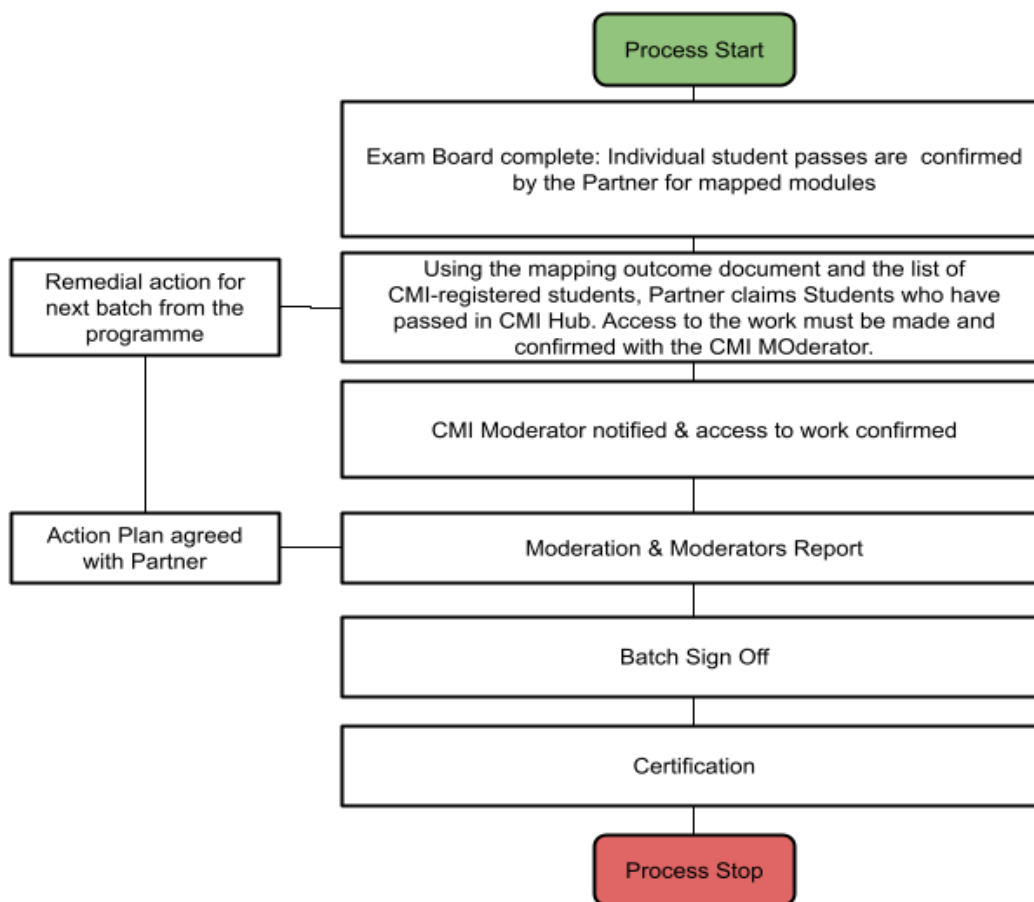 Process Start
Exam Board complete: Individual student passes are confirmed
by the Partner for mapped modules
Remedial action for
next batch from the
programme
Using the mapping outcome document and the list of
CMI-registered students, Partner claims Students who have
passed in CMI Hub. Access to the work must be made and
confirmed with the CMI MOderator.
CMI Moderator notified & access to work confirmed
Action Plan agreed
with Partner
Moderation & Moderators Report
Batch Sign Off
Certification
Process Stop